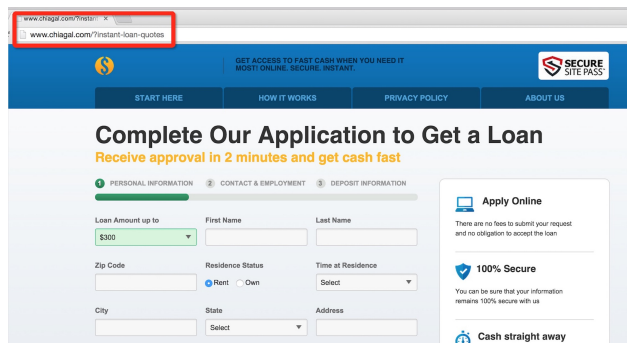 www.chiagal.com/?instant
www.chiagal.com/?instant-loan-quotes
GET ACCESS TO FAST CASH WHEN YOU NEED IT
MOST! ONLINE. SECURE. INSTANT.
SECURE
SITE PASS
START HERE
HOW IT WORKS
PRIVACY POLICY
ABOUT US
Complete Our Application to Get a Loan
Receive approval in 2 minutes and get cash fast
1 PERSONAL INFORMATION
2 CONTACT & EMPLOYMENT
3 DEPOSIT INFORMATION
Loan Amount up to
First Name
Last Name
$300
Zip Code
Residence Status
Time at Residence
Rent
Own
Select
City
State
Address
Select
Apply Online
There are no fees to submit your request
and no obligation to accept the loan
100% Secure
You can be sure that your information
remains 100% secure with us
Cash straight away